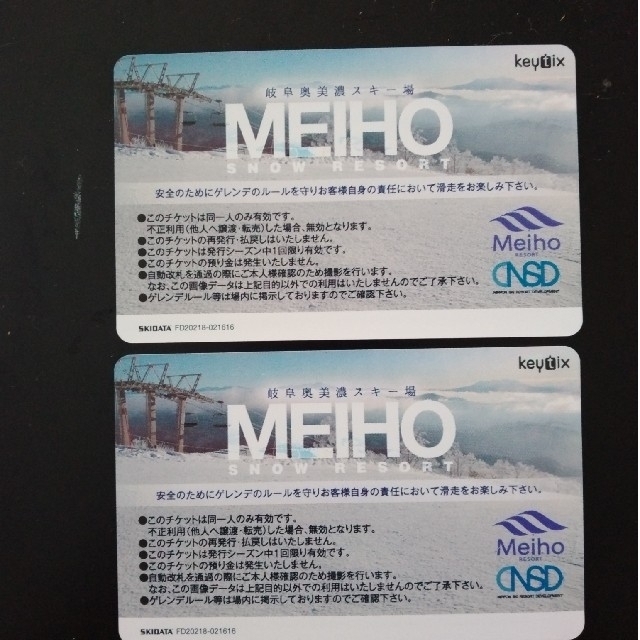 keytix
岐阜奥美濃スキー場
MEIHO
SNOW RESORT
安全のためにゲレンデのルールを守りお客様自身の責任において滑走をお楽しみ下さい。
●このチケットは同一人のみ有効です。
不正利用(他人へ譲渡・転売)した場合、無効となります。
●このチケットの再発行・払戻しはいたしません。
●このチケットは発行シーズン中1回限り有効です。
●このチケットの預り金は発生いたしません。
●自動改札を通過の際にご本人様確認のため撮影を行います。
なお、この画像データは上記目的以外での利用はいたしませんのでご了承下さい。
●ゲレンデルール等は場内に掲示しておりますのでご確認下さい。
Meiho
RESORT
NSD
SKIDATA FD20218-021616
keytix
岐阜奥美濃スキー場
MEIHO
SNOW RESORT
安全のためにゲレンデのルールを守りお客様自身の責任において滑走をお楽しみ下さい。
●このチケットは同一人のみ有効です。
不正利用(他人へ譲渡・転売)した場合、無効となります。
●このチケットの再発行・払戻しはいたしません。
●このチケットは発行シーズン中1回限り有効です。
●このチケットの預り金は発生いたしません。
●自動改札を通過の際にご本人様確認のため撮影を行います。
なお、この画像データは上記目的以外での利用はいたしませんのでご了承下さい。
●ゲレンデルール等は場内に掲示しておりますのでご確認下さい。
Meiho
RESORT
NSD
SKIDATA FD20218-021616